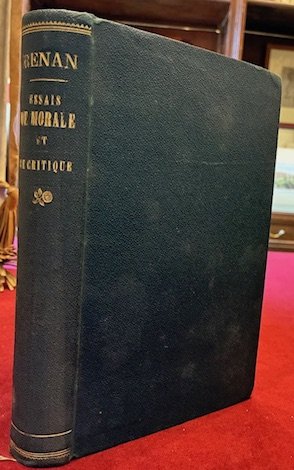 RENAN
ESSAIS
DE MORALE
ET
DE CRITIQUE